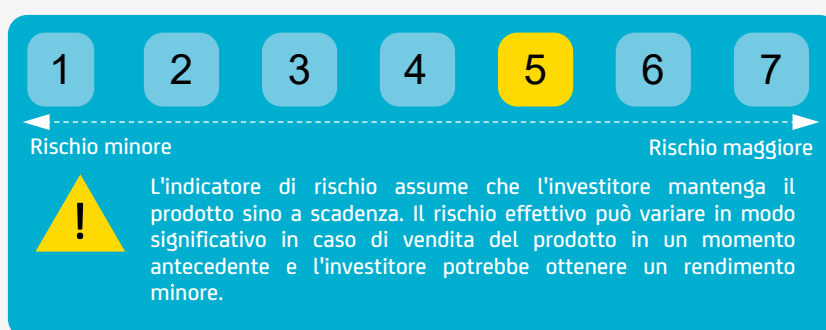 1 2 3 4 5 6 7
Rischio minore Rischio maggiore
!
L'indicatore di rischio assume che l'investitore mantenga il
prodotto sino a scadenza. Il rischio effettivo può variare in modo
significativo in caso di vendita del prodotto in un momento
antecedente e l'investitore potrebbe ottenere un rendimento
minore.